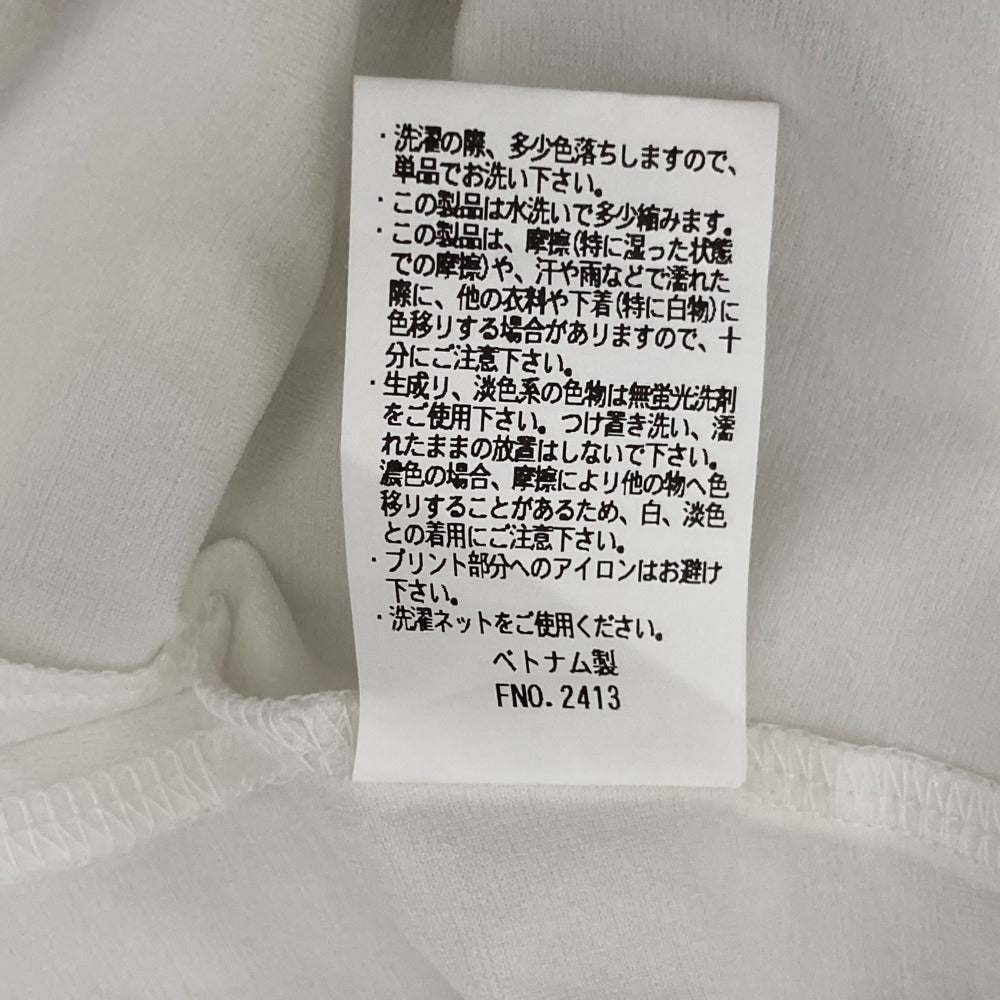 ・洗濯の際、多少色落ちしますので、
単品でお洗い下さい。
・この製品は水洗いで多少縮みます。
・この製品は、摩擦(特に湿った状態
での摩擦)や、汗や雨などで濡れた
際に、他の衣料や下着(特に白物)に
色移りする場合がありますので、十
分にご注意下さい。
・生成り、淡色系の色物は無蛍光洗剤
をご使用下さい。つけ置き洗い、濡
れたままの放置はしないで下さい。
濃色の場合、摩擦により他の物へ色
移りすることがあるため、白、淡色
との着用にご注意下さい。
・プリント部分へのアイロンはお避け
下さい。
・洗濯ネットをご使用ください。
ベトナム製
FNO.2413